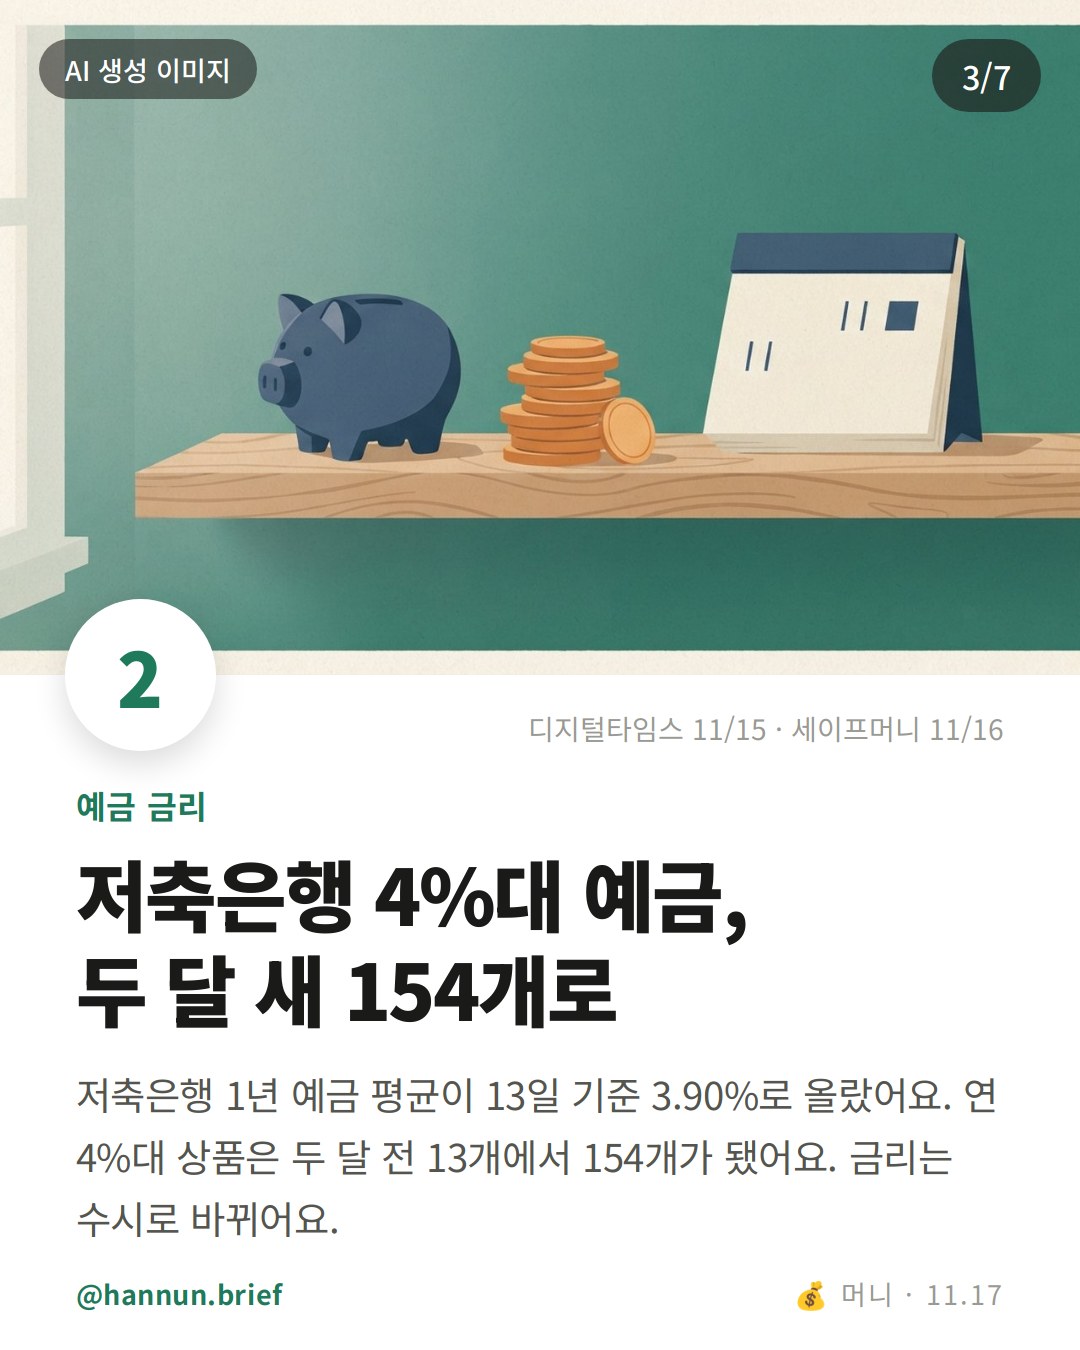 AI 생성 이미지
3/7
2
디지털타임스 11/15 · 세이프머니 11/16
예금 금리
저축은행 4%대 예금,
두 달 새 154개로
저축은행 1년 예금 평균이 13일 기준 3.90%로 올랐어요. 연
4%대 상품은 두 달 전 13개에서 154개가 됐어요. 금리는
수시로 바뀌어요.
@hannun.brief
💰 머니 · 11.17